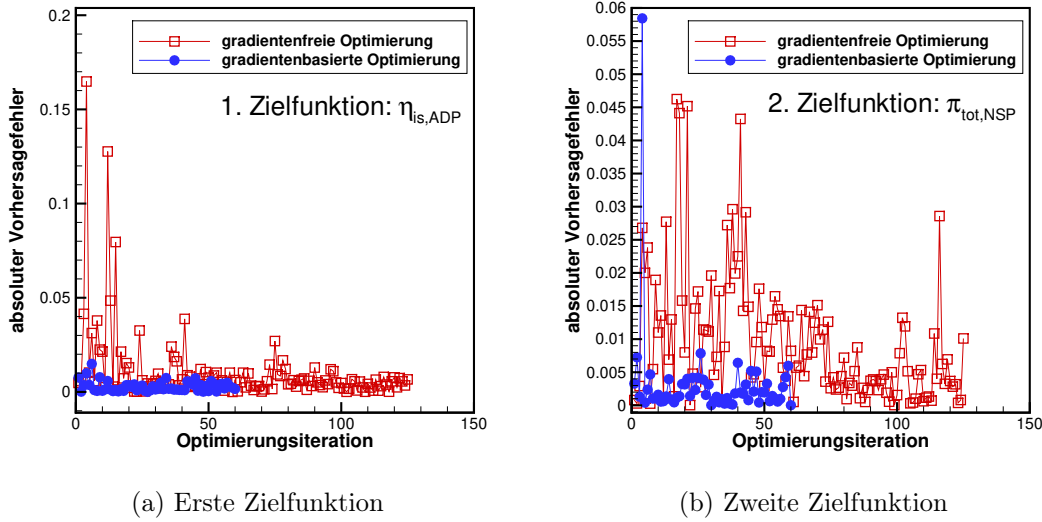 gradientenfreie Optimierung
gradientenbasierte Optimierung
1. Zielfunktion: η_is,ADP
absoluter Vorhersagefehler
0.2
0.15
0.1
0.05
0
0
50
100
150
Optimierungsiteration
(a) Erste Zielfunktion
gradientenfreie Optimierung
gradientenbasierte Optimierung
2. Zielfunktion: π_tot,NSP
absoluter Vorhersagefehler
0.06
0.055
0.05
0.045
0.04
0.035
0.03
0.025
0.02
0.015
0.01
0.005
0
0
50
100
150
Optimierungsiteration
(b) Zweite Zielfunktion